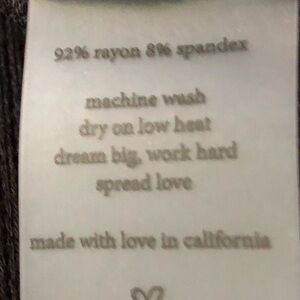 92% rayon 8% spandex
machine wash
dry on low heat
dream big, work hard
spread love
made with love in california